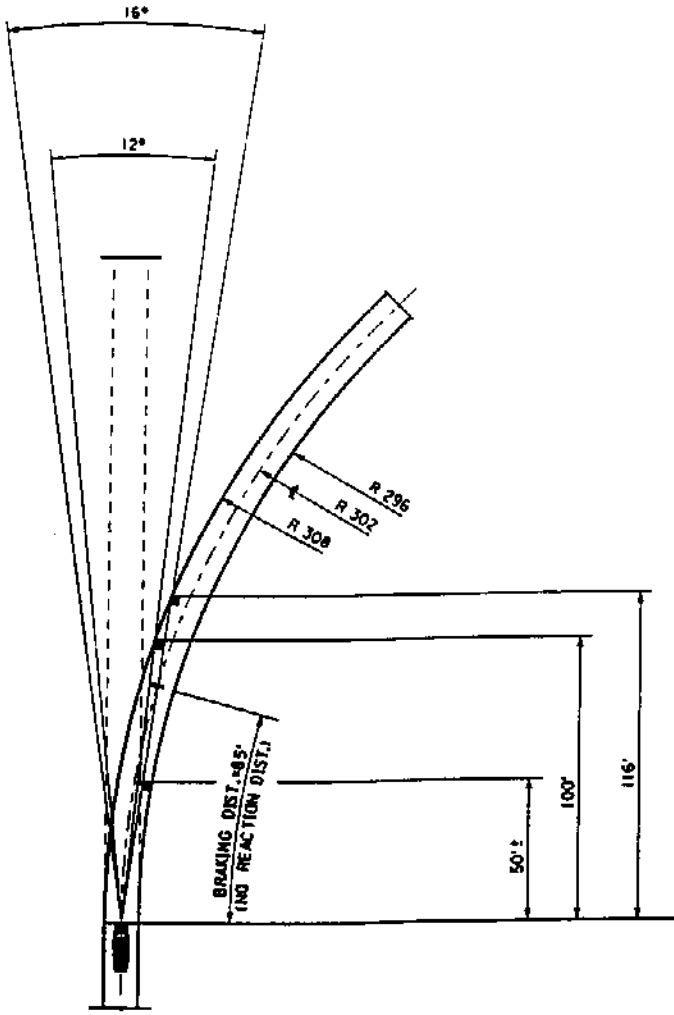 16°
12°
R 296
℄ R 302
R 308
BRAKING DIST.=85'
(NO REACTION DIST.)
50'±
100'
116'